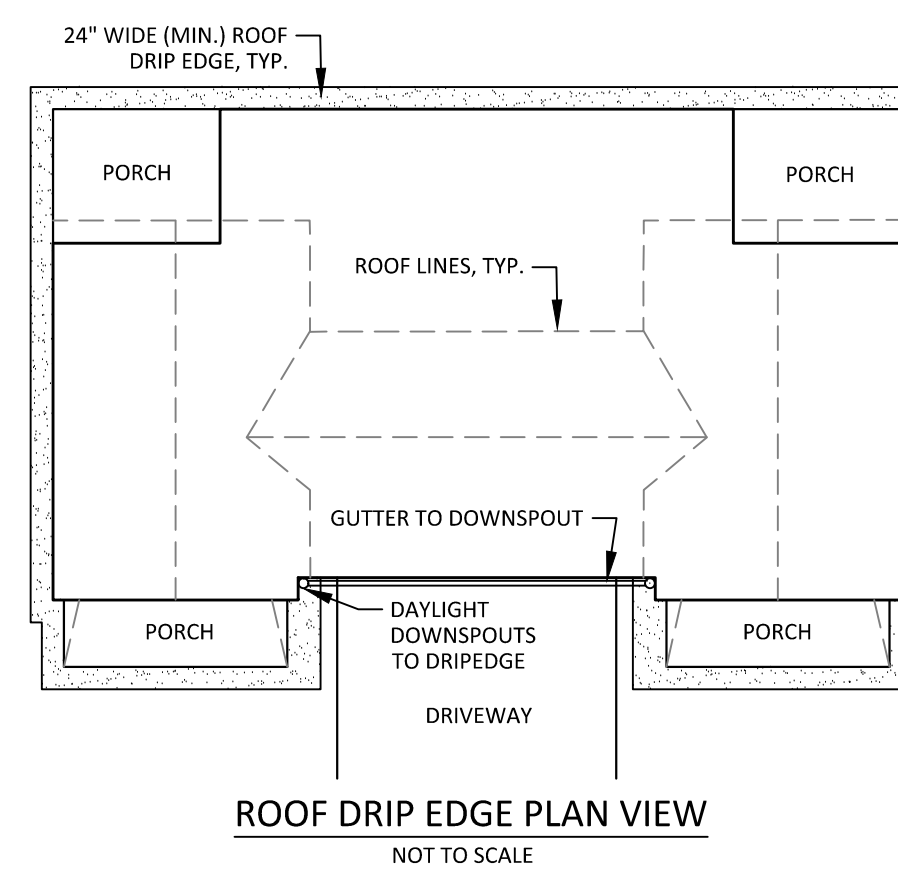 24" WIDE (MIN.) ROOF
DRIP EDGE, TYP.
PORCH
PORCH
ROOF LINES, TYP.
GUTTER TO DOWNSPOUT
DAYLIGHT
DOWNSPOUTS
TO DRIPEDGE
PORCH
PORCH
DRIVEWAY
ROOF DRIP EDGE PLAN VIEW
NOT TO SCALE